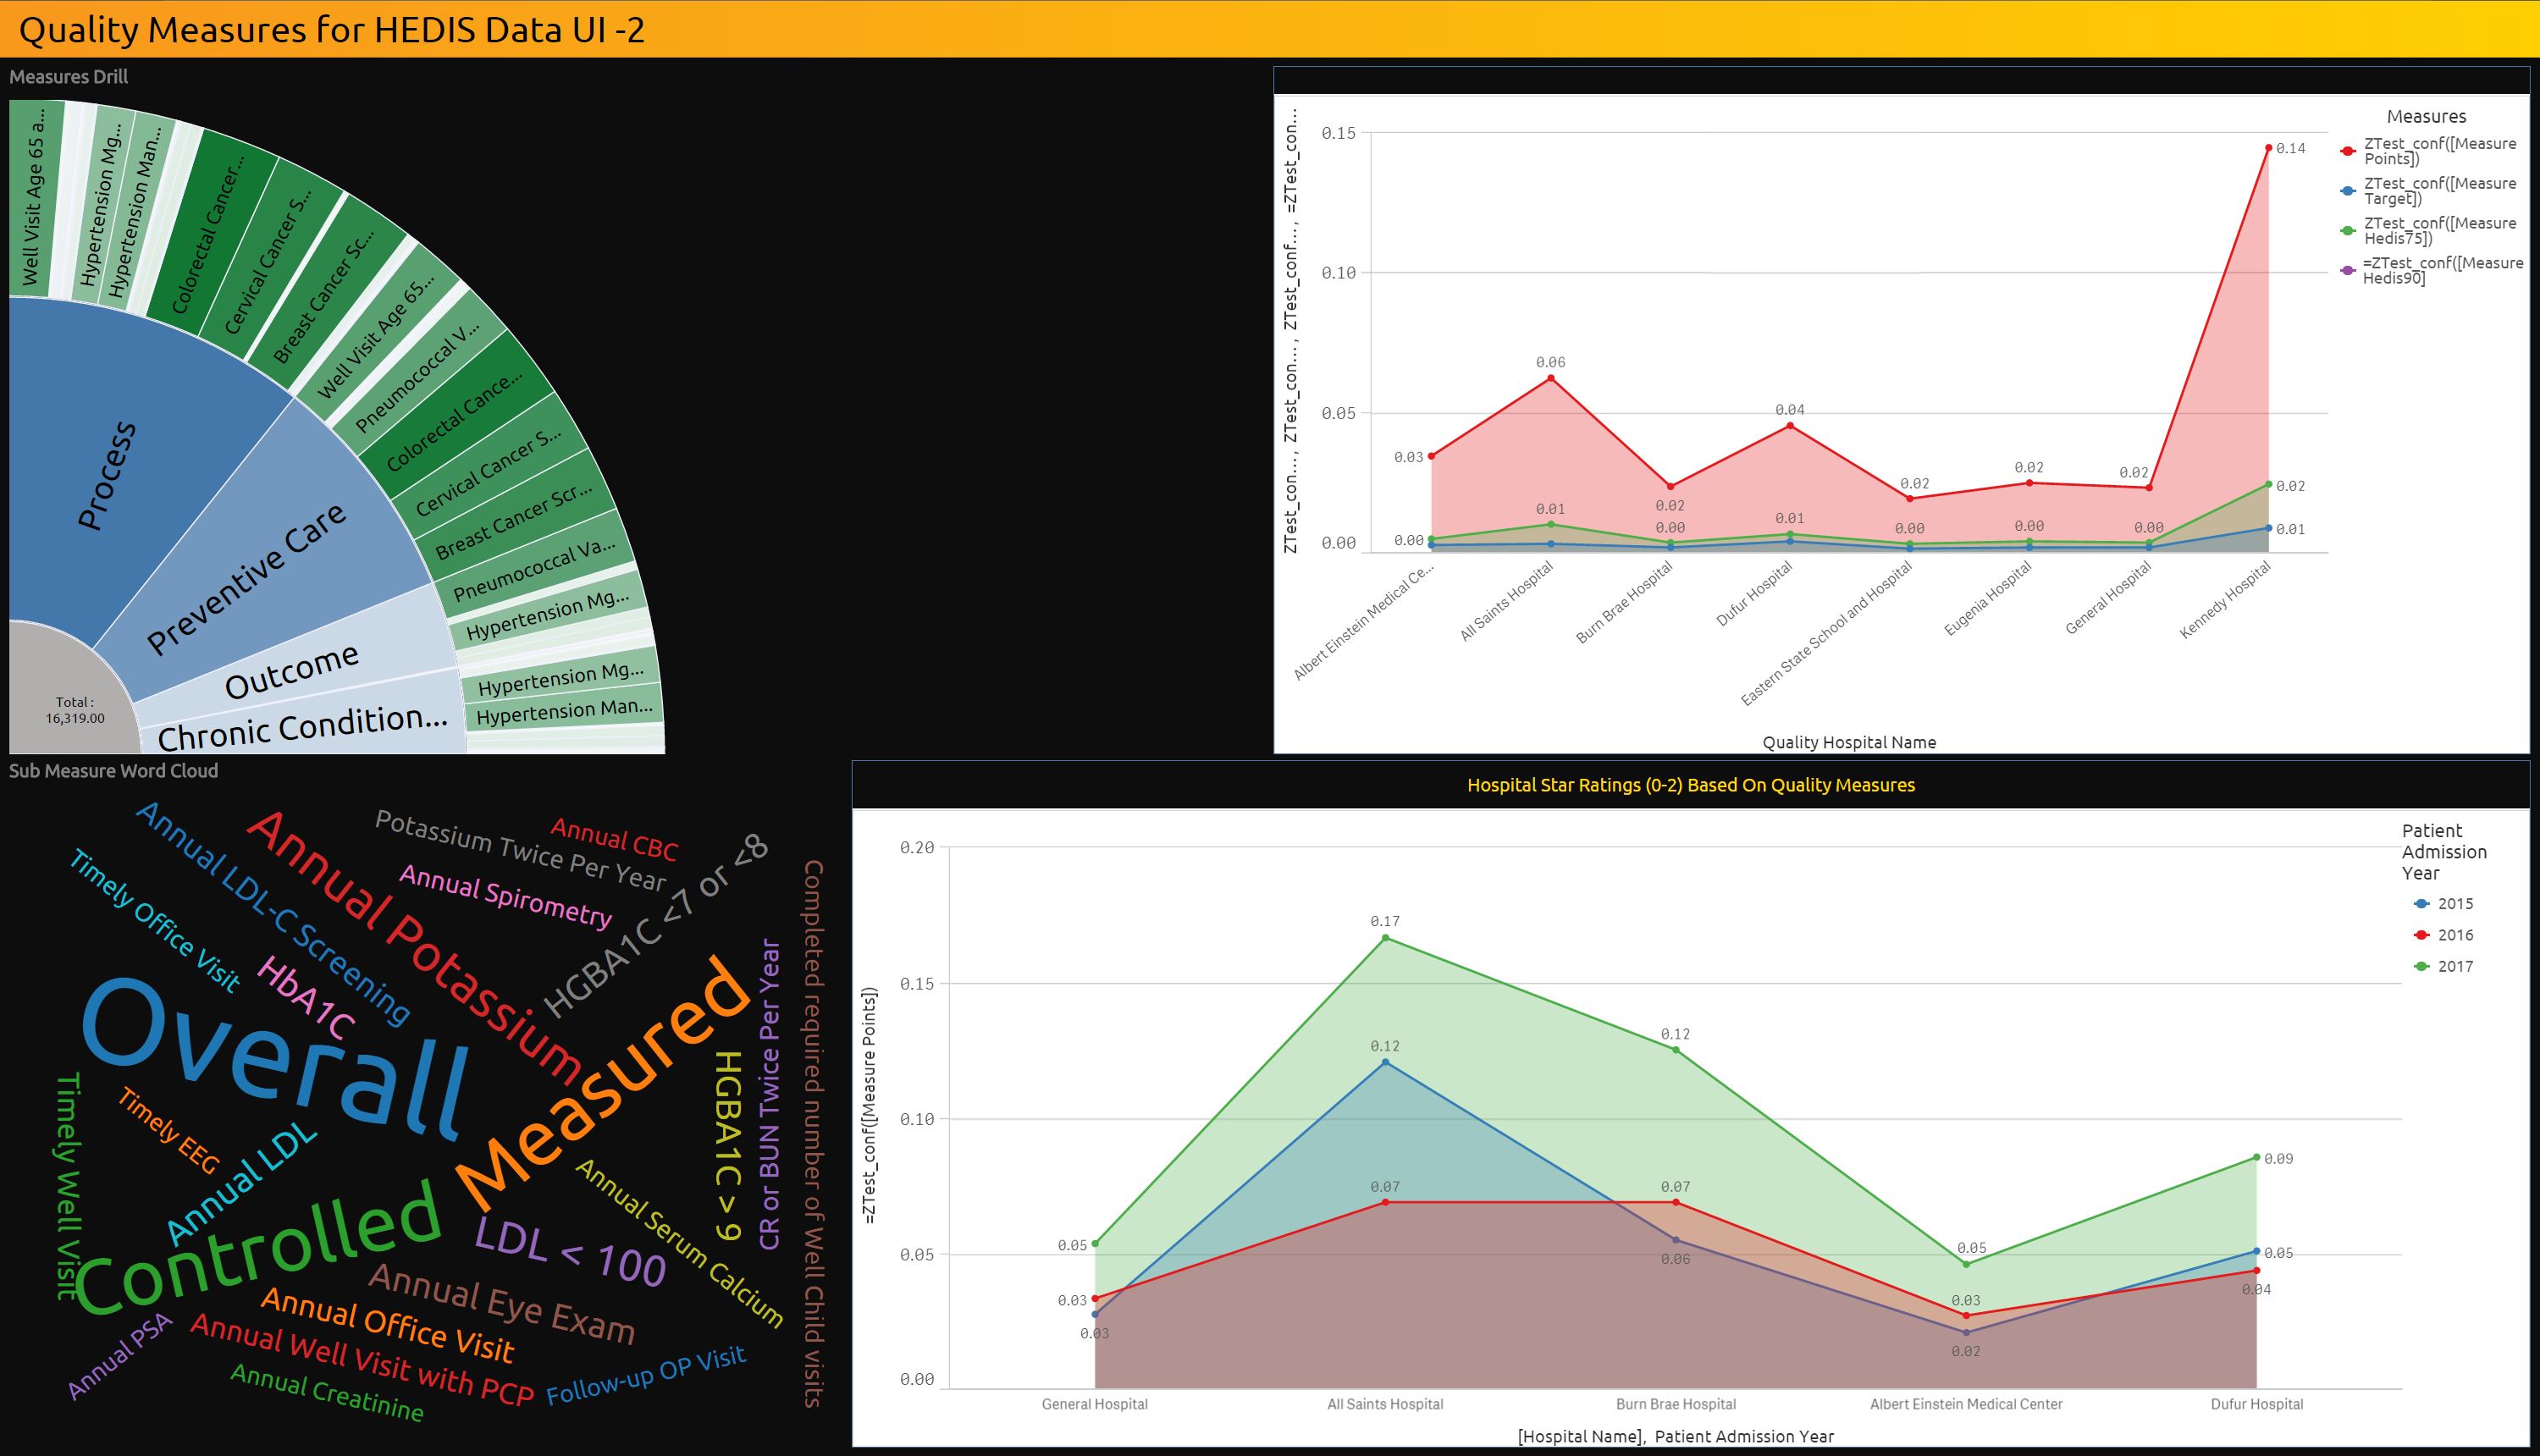 Quality Measures for HEDIS Data UI -2
Measures Drill
Well Visit Age 65 a...
Hypertension Mg...
Hypertension Man...
Colorectal Cancer...
Cervical Cancer S...
Breast Cancer Sc...
Well Visit Age 65...
Pneumococcal V...
Colorectal Cance...
Cervical Cancer S...
Breast Cancer Scr...
Pneumococcal Va...
Hypertension Mg...
Hypertension Mg...
Hypertension Man...
Process
Preventive Care
Outcome
Chronic Condition...
Total :
16,319.00
ZTest_con..., ZTest_con..., ZTest_conf..., =ZTest_con...
0.15
0.10
0.05
0.00
0.03
0.06
0.02
0.04
0.02
0.02
0.02
0.14
0.00
0.01
0.00
0.01
0.00
0.00
0.00
0.02
0.01
Albert Einstein Medical Ce...
All Saints Hospital
Burn Brae Hospital
Dufur Hospital
Eastern State School and Hospital
Eugenia Hospital
General Hospital
Kennedy Hospital
Quality Hospital Name
Measures
ZTest_conf([Measure
Points])
ZTest_conf([Measure
Target])
ZTest_conf([Measure
Hedis75])
=ZTest_conf([Measure
Hedis90]
Sub Measure Word Cloud
Annual LDL-C Screening
Annual Potassium
Potassium Twice Per Year
Annual CBC
Annual Spirometry
HGBA1C <7 or <8
Timely Office Visit
HbA1C
Overall
Measured
HGBA1C > 9
CR or BUN Twice Per Year
Completed required number of Well Child visits
Timely Well Visit
Timely EEG
Annual LDL
Controlled
LDL < 100
Annual Serum Calcium
Annual Eye Exam
Annual Office Visit
Annual Well Visit with PCP
Annual PSA
Annual Creatinine
Follow-up OP Visit
Hospital Star Ratings (0-2) Based On Quality Measures
=ZTest_conf([Measure Points])
0.20
0.15
0.10
0.05
0.00
0.05
0.03
0.03
0.17
0.12
0.07
0.12
0.07
0.06
0.05
0.03
0.02
0.09
0.05
0.04
General Hospital
All Saints Hospital
Burn Brae Hospital
Albert Einstein Medical Center
Dufur Hospital
[Hospital Name], Patient Admission Year
Patient
Admission
Year
2015
2016
2017